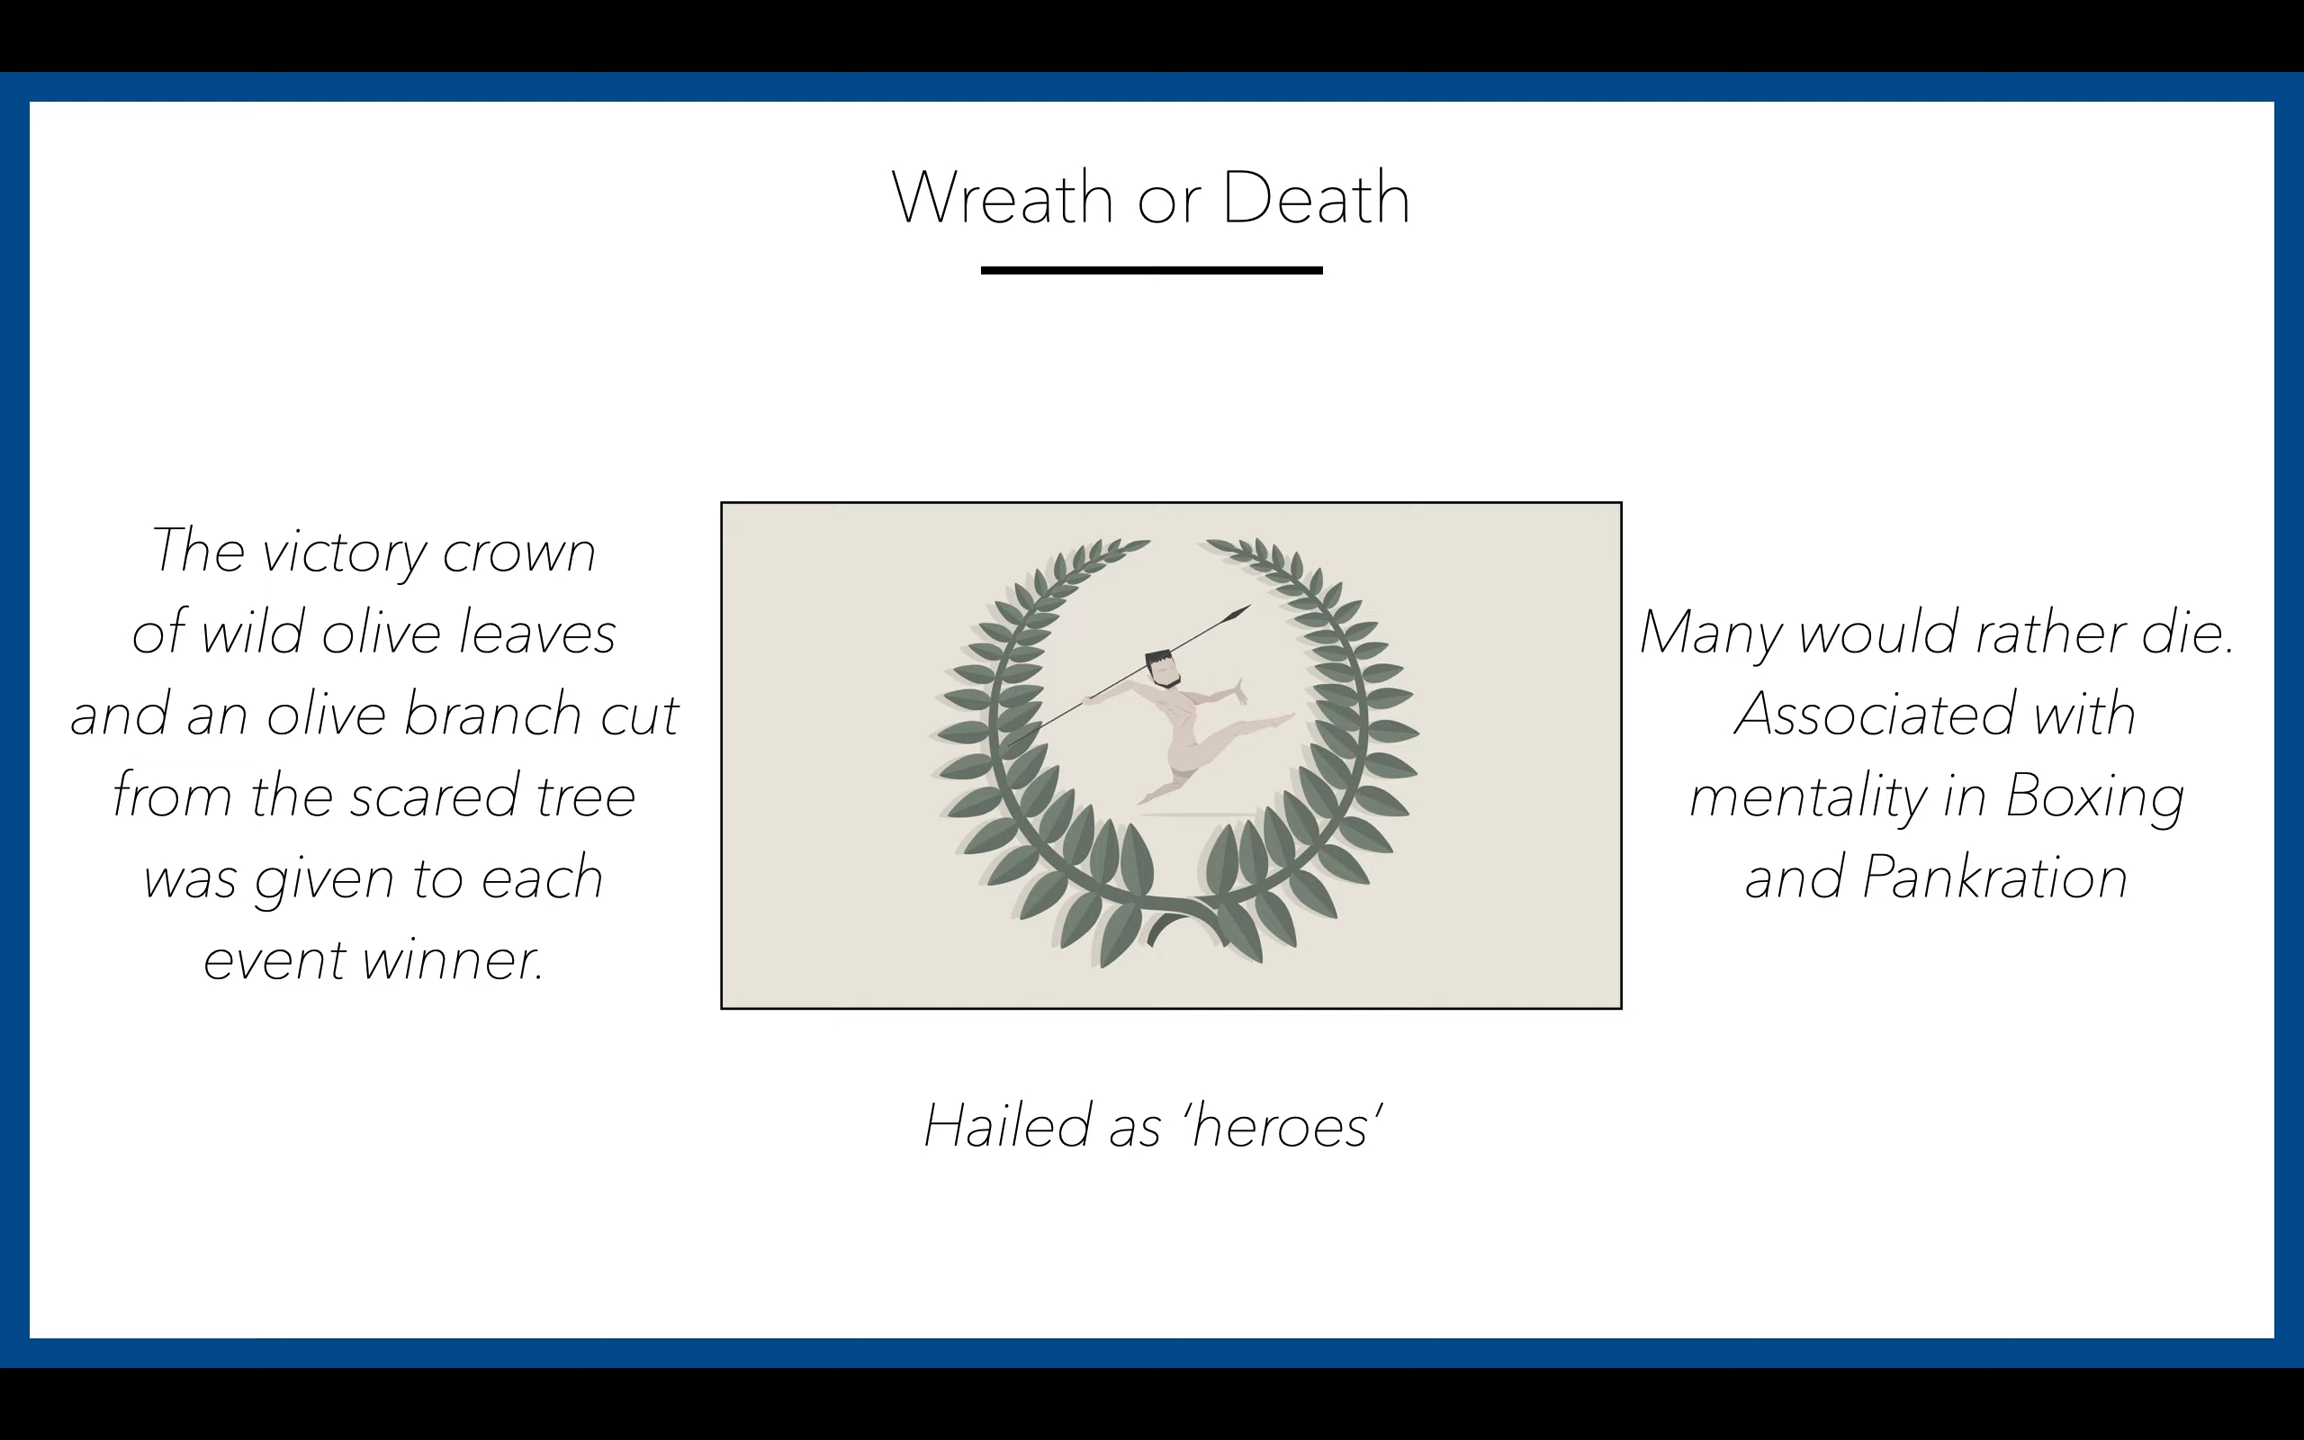 Wreath or Death
The victory crown
of wild olive leaves
and an olive branch cut
from the scared tree
was given to each
event winner.
Many would rather die.
Associated with
mentality in Boxing
and Pankration
Hailed as ‘heroes’